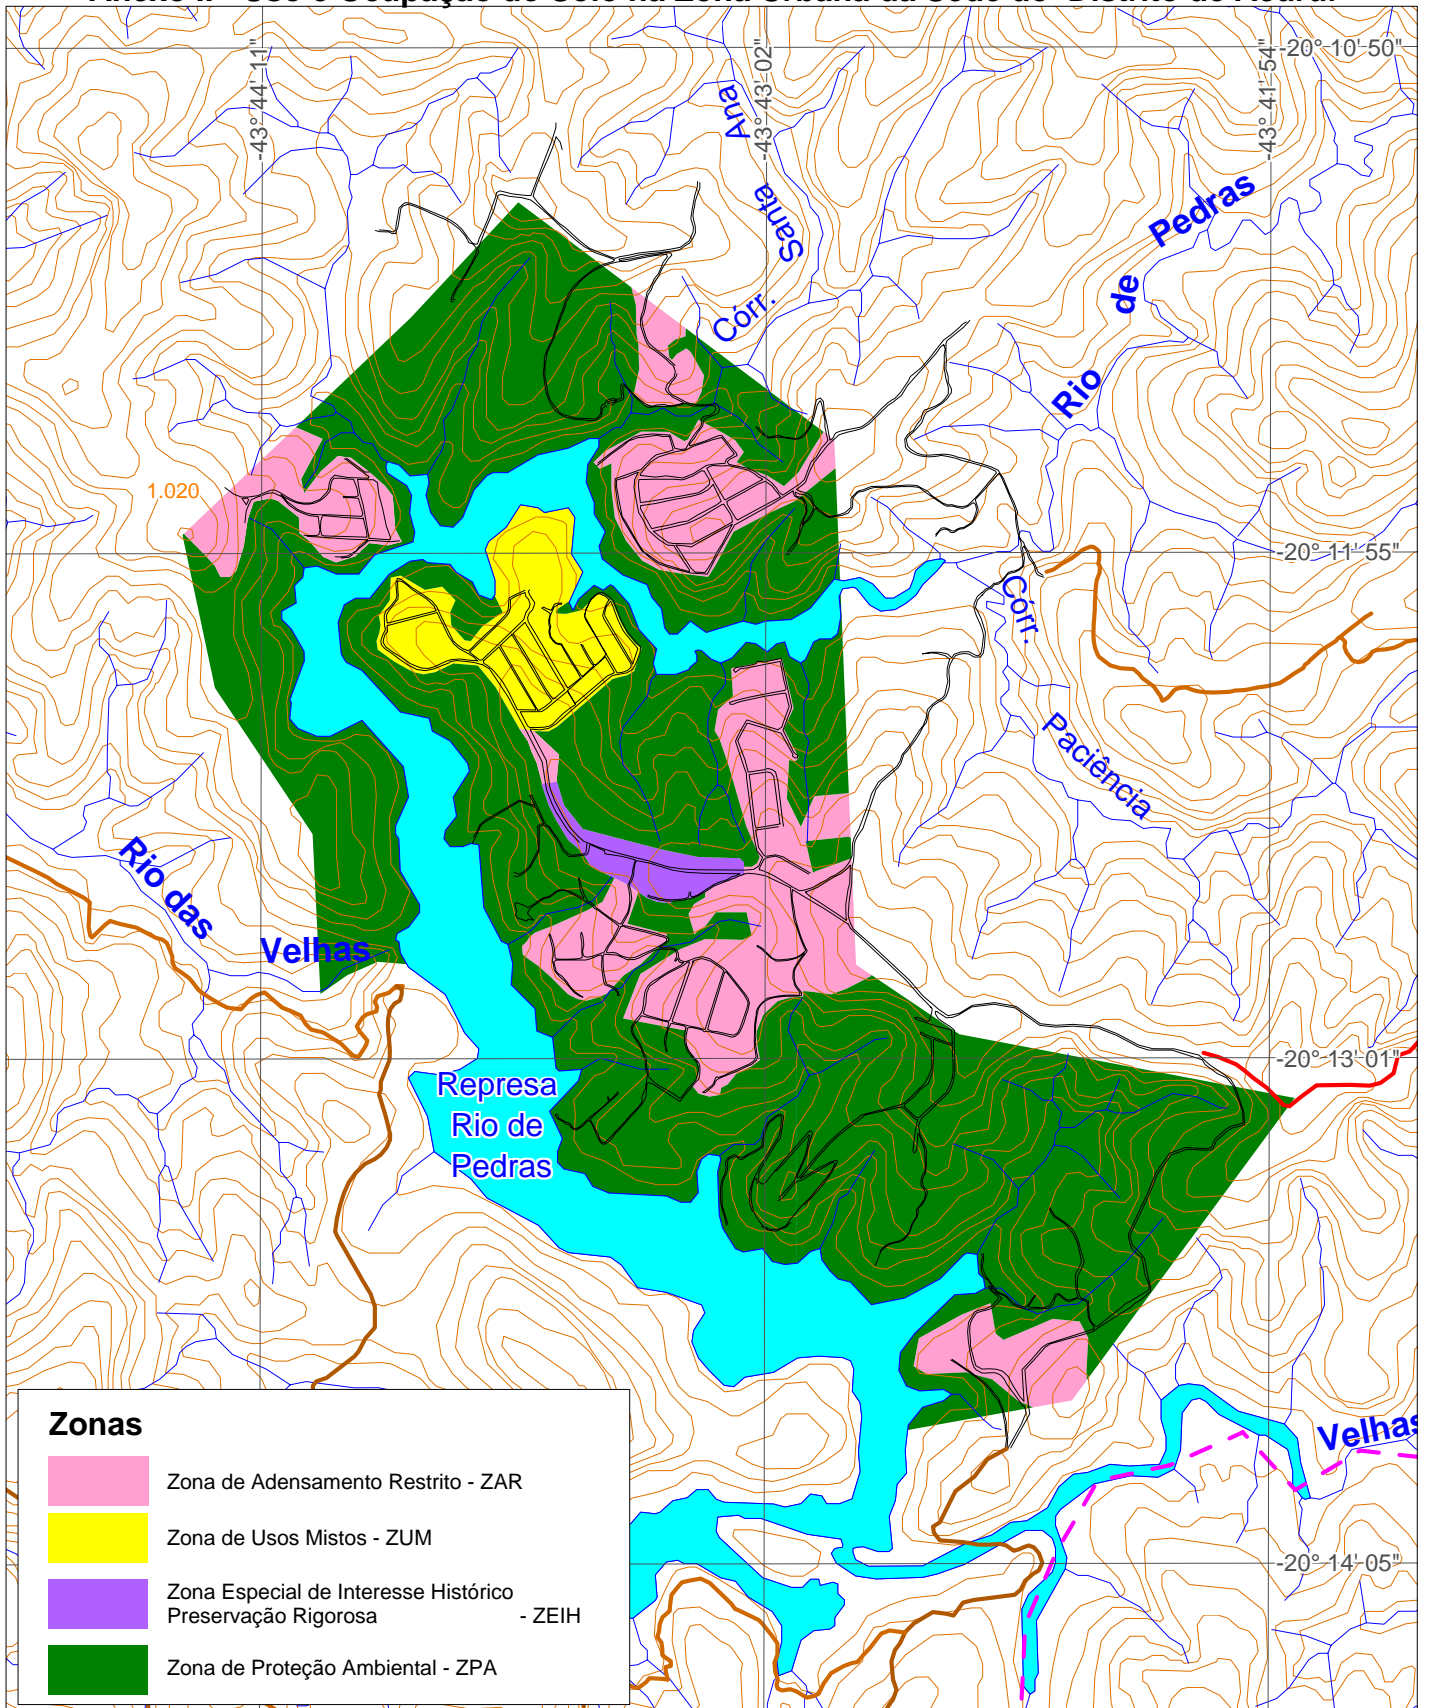 -20° 10' 50"
-43° 44' 11"
-43° 43' 02"
-43° 41' 54"
Ana
Santa
Córr.
Pedras
de
Rio
1.020
-20° 11' 55"
Córr.
Paciência
Rio das
Velhas
-20° 13' 01"
Represa
Rio de
Pedras
Velhas
-20° 14' 05"
Zonas
Zona de Adensamento Restrito - ZAR
Zona de Usos Mistos - ZUM
Zona Especial de Interesse Histórico
Preservação Rigorosa - ZEIH
Zona de Proteção Ambiental - ZPA